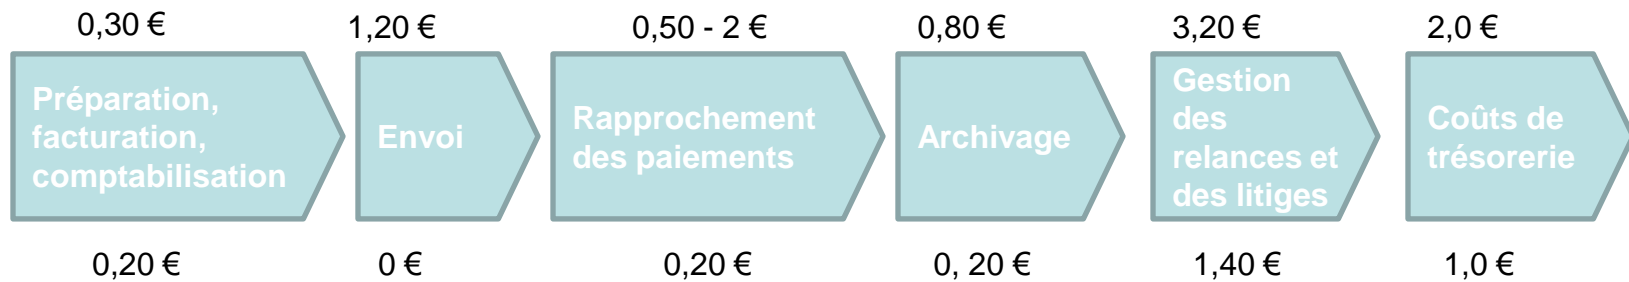 0,30 €
1,20 €
0,50 - 2 €
0,80 €
3,20 €
2,0 €
Préparation,
facturation,
comptabilisation
Envoi
Rapprochement
des paiements
Archivage
Gestion
des
relances et
des litiges
Coûts de
trésorerie
0,20 €
0 €
0,20 €
0, 20 €
1,40 €
1,0 €